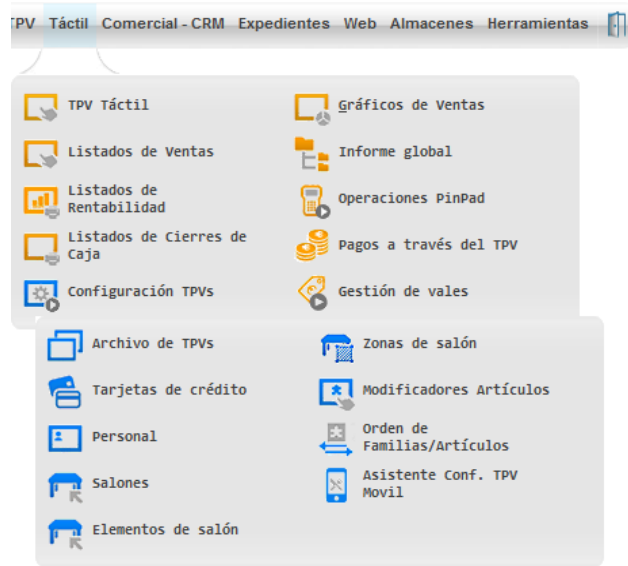 TPV Táctil Comercial - CRM Expedientes Web Almacenes Herramientas
TPV Táctil
Gráficos de Ventas
Listados de Ventas
Informe global
Listados de
Rentabilidad
Operaciones PinPad
Listados de Cierres de
Caja
Pagos a través del TPV
Configuración TPVs
Gestión de vales
Archivo de TPVs
Zonas de salón
Tarjetas de crédito
Modificadores Artículos
Personal
Orden de
Familias/Artículos
Salones
Asistente Conf. TPV
Movil
Elementos de salón